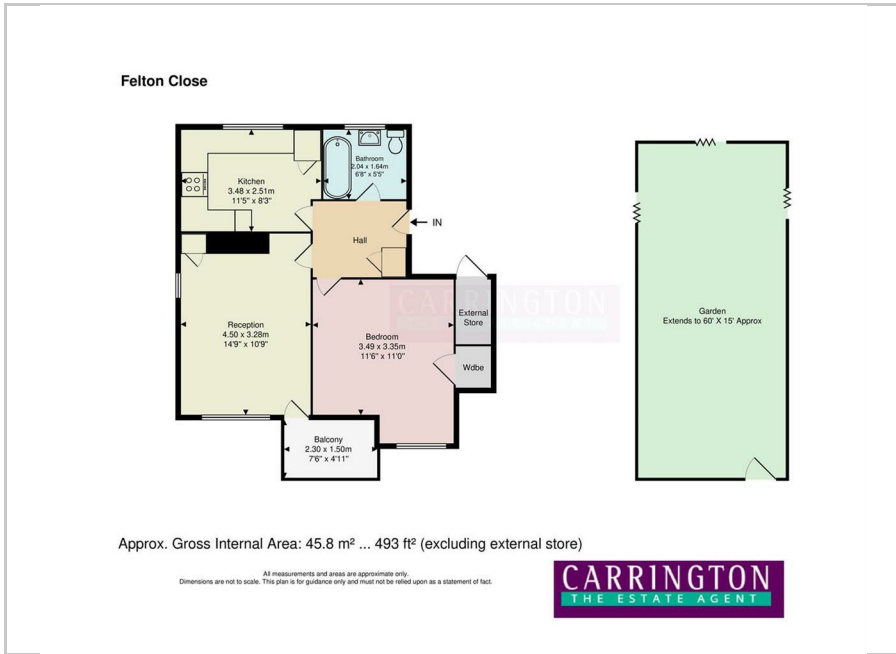 Felton Close
Kitchen
3.48 x 2.51m
11'5" x 8'3"
Bathroom
2.04 x 1.64m
6'8" x 5'5"
IN
Hall
Reception
4.50 x 3.28m
14'9" x 10'9"
Bedroom
3.49 x 3.35m
11'6" x 11'0"
CARRINGTON
External
Store
Wdbe
Balcony
2.30 x 1.50m
7'6" x 4'11"
Garden
Extends to 60' X 15' Approx
Approx. Gross Internal Area: 45.8 m² ... 493 ft² (excluding external store)
All measurements and areas are approximate only.
Dimensions are not to scale. This plan is for guidance only and must not be relied upon as a statement of fact.
CARRINGTON
THE ESTATE AGENT